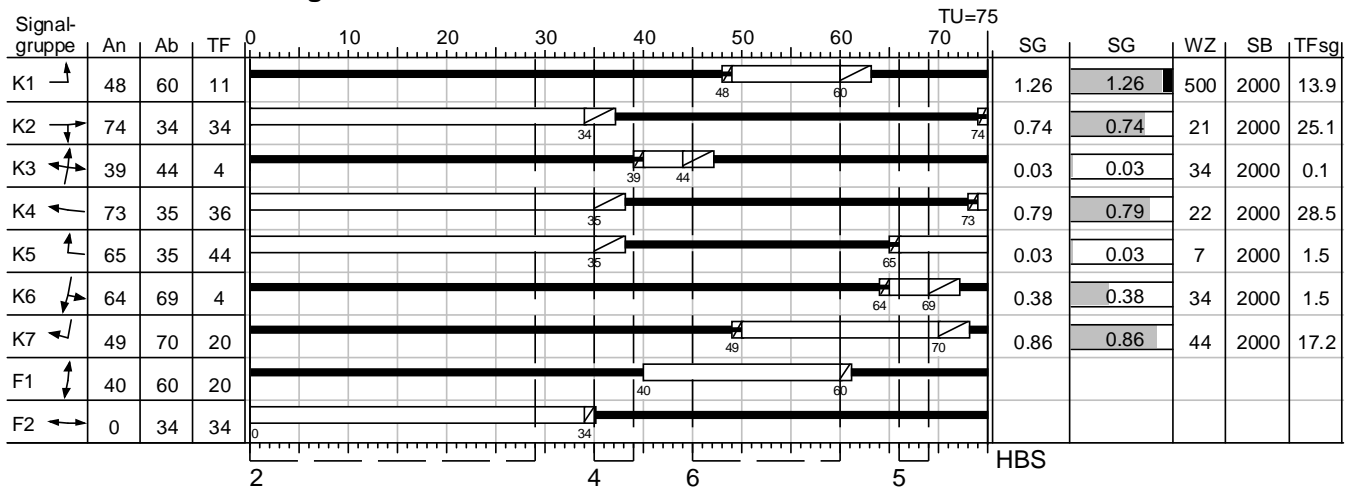 TU=75
Signal-
gruppe An Ab TF 0 10 20 30 40 50 60 70 SG SG WZ SB TFsg
K1 48 60 11 48 60 1.26 1.26 500 2000 13.9
K2 74 34 34 34 74 0.74 0.74 21 2000 25.1
K3 39 44 4 39 44 0.03 0.03 34 2000 0.1
K4 73 35 36 35 73 0.79 0.79 22 2000 28.5
K5 65 35 44 35 65 0.03 0.03 7 2000 1.5
K6 64 69 4 64 69 0.38 0.38 34 2000 1.5
K7 49 70 20 49 70 0.86 0.86 44 2000 17.2
F1 40 60 20 40 60
F2 0 34 34 0 34
HBS
2 4 6 5